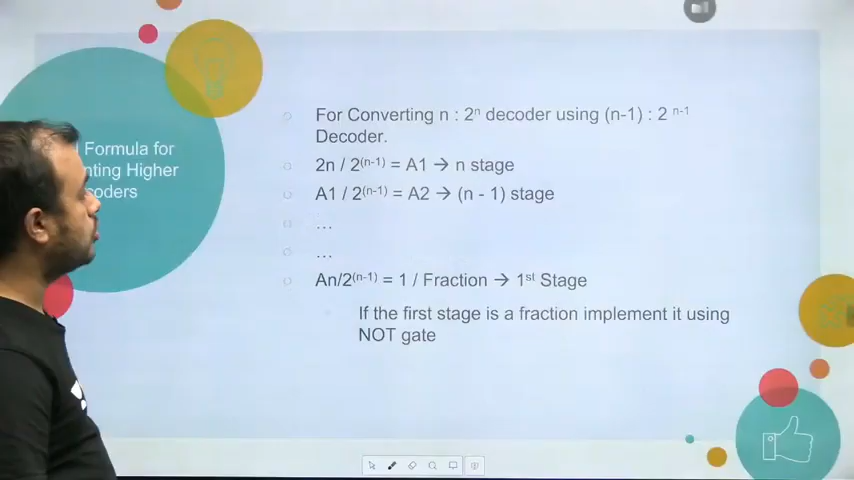 Formula for
nting Higher
coders
For Converting n : 2ⁿ decoder using (n-1) : 2 ⁿ⁻¹
Decoder.
2n / 2⁽ⁿ⁻¹⁾ = A1 → n stage
A1 / 2⁽ⁿ⁻¹⁾ = A2 → (n - 1) stage
...
...
An/2⁽ⁿ⁻¹⁾ = 1 / Fraction → 1ˢᵗ Stage
If the first stage is a fraction implement it using
NOT gate